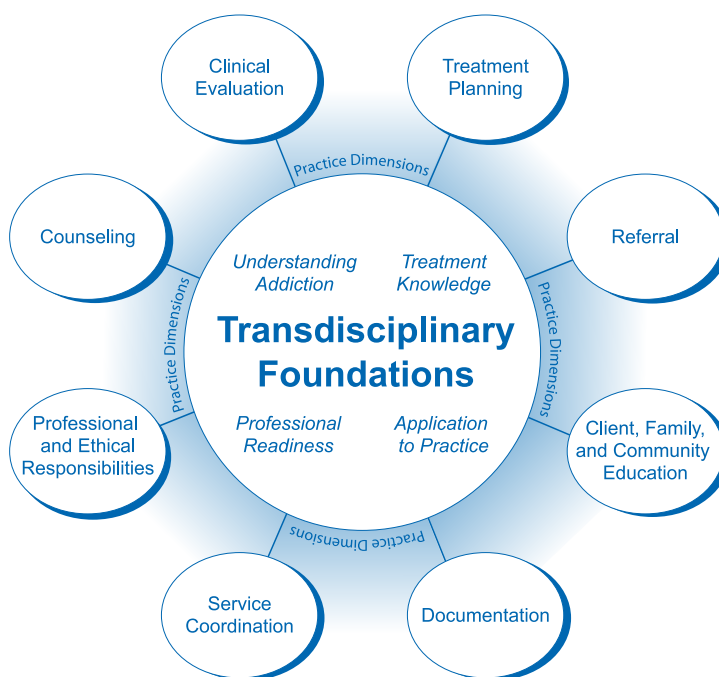 Clinical
Evaluation
Treatment
Planning
Practice Dimensions
Counseling
Referral
Understanding
Addiction
Treatment
Knowledge
Practice Dimensions
Practice Dimensions
Transdisciplinary
Foundations
Professional
Readiness
Application
to Practice
Professional
and Ethical
Responsibilities
Client, Family,
and Community
Education
Practice Dimensions
Service
Coordination
Documentation